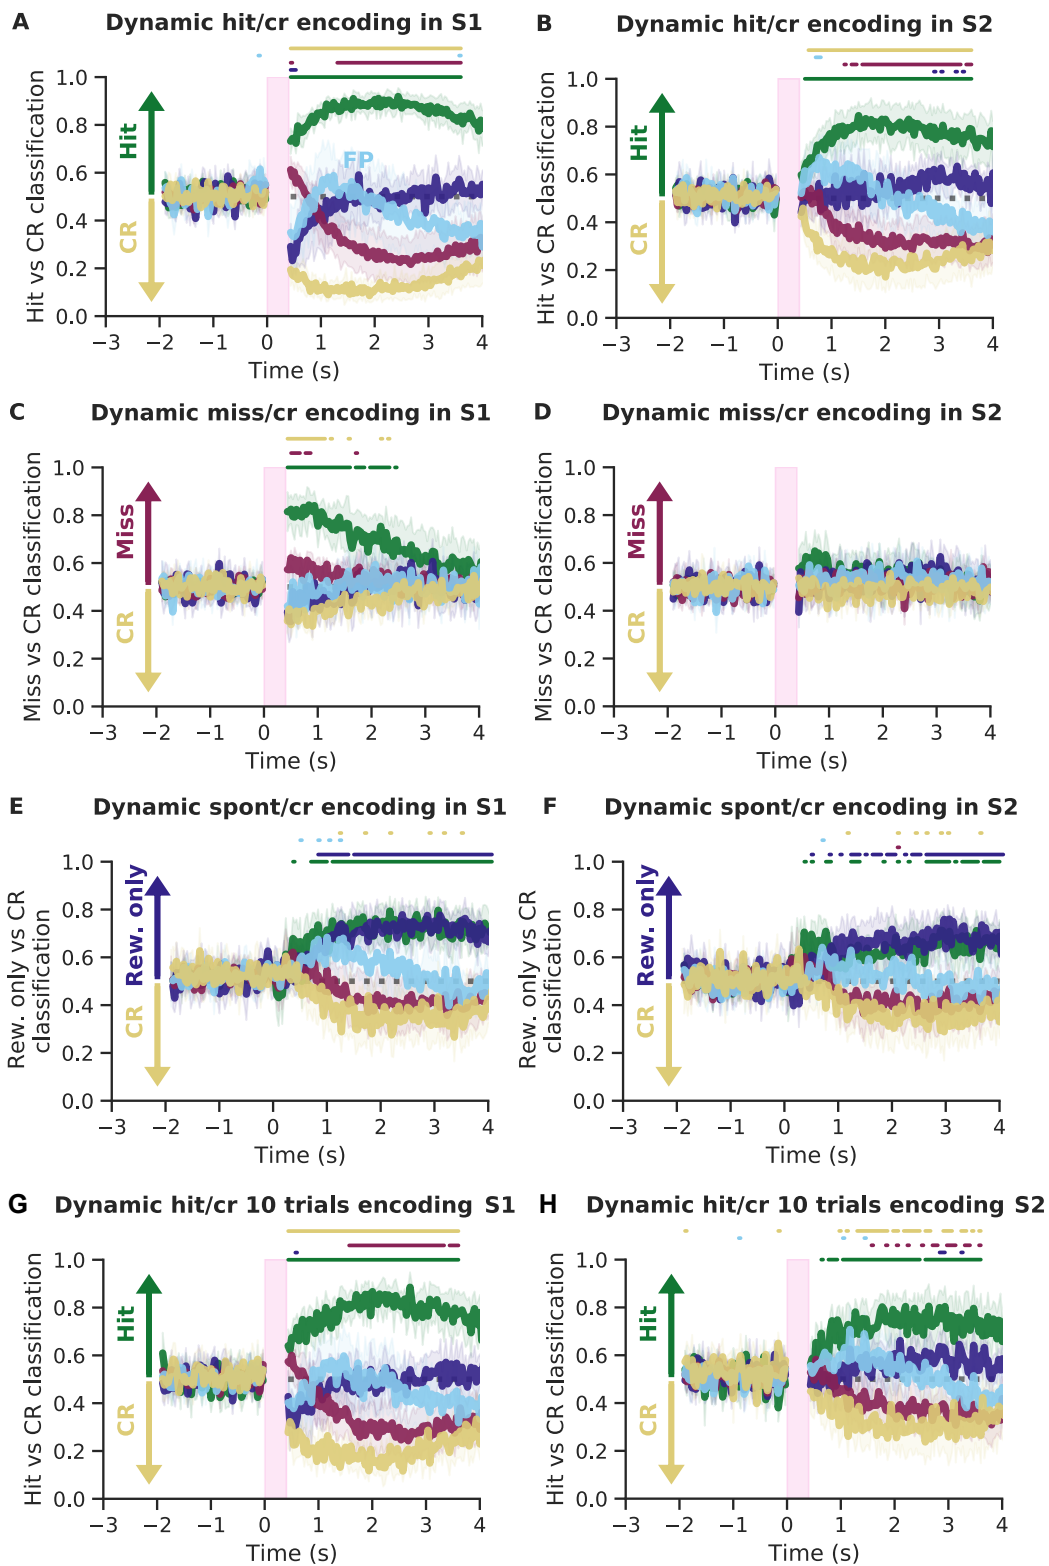 A Dynamic hit/cr encoding in S1
1.0
0.8
0.6
0.4
0.2
0.0
Hit vs CR classification
Hit
CR
FP
−3 −2 −1 0 1 2 3 4
Time (s)
B Dynamic hit/cr encoding in S2
1.0
0.8
0.6
0.4
0.2
0.0
Hit vs CR classification
Hit
CR
−3 −2 −1 0 1 2 3 4
Time (s)
C Dynamic miss/cr encoding in S1
1.0
0.8
0.6
0.4
0.2
0.0
Miss vs CR classification
Miss
CR
−3 −2 −1 0 1 2 3 4
Time (s)
D Dynamic miss/cr encoding in S2
1.0
0.8
0.6
0.4
0.2
0.0
Miss vs CR classification
Miss
CR
−3 −2 −1 0 1 2 3 4
Time (s)
E Dynamic spont/cr encoding in S1
1.0
0.8
0.6
0.4
0.2
0.0
Rew. only vs CR
classification
Rew. only
CR
−3 −2 −1 0 1 2 3 4
Time (s)
F Dynamic spont/cr encoding in S2
1.0
0.8
0.6
0.4
0.2
0.0
Rew. only vs CR
classification
Rew. only
CR
−3 −2 −1 0 1 2 3 4
Time (s)
G Dynamic hit/cr 10 trials encoding S1
1.0
0.8
0.6
0.4
0.2
0.0
Hit vs CR classification
Hit
CR
−3 −2 −1 0 1 2 3 4
Time (s)
H Dynamic hit/cr 10 trials encoding S2
1.0
0.8
0.6
0.4
0.2
0.0
Hit vs CR classification
Hit
CR
−3 −2 −1 0 1 2 3 4
Time (s)